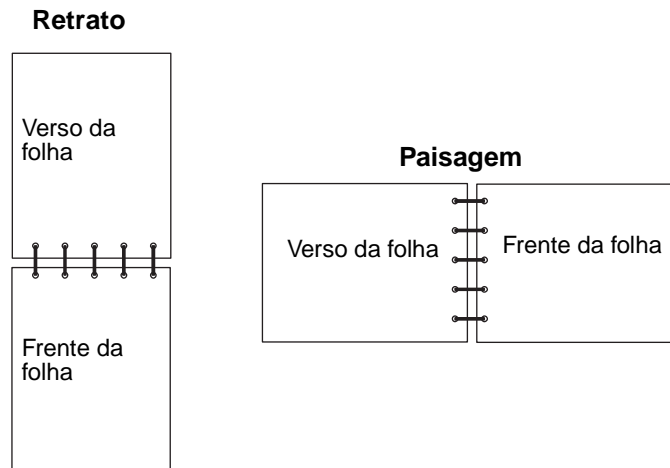 Retrato
Verso da
folha
Frente da
folha
Paisagem
Verso da folha
Frente da folha